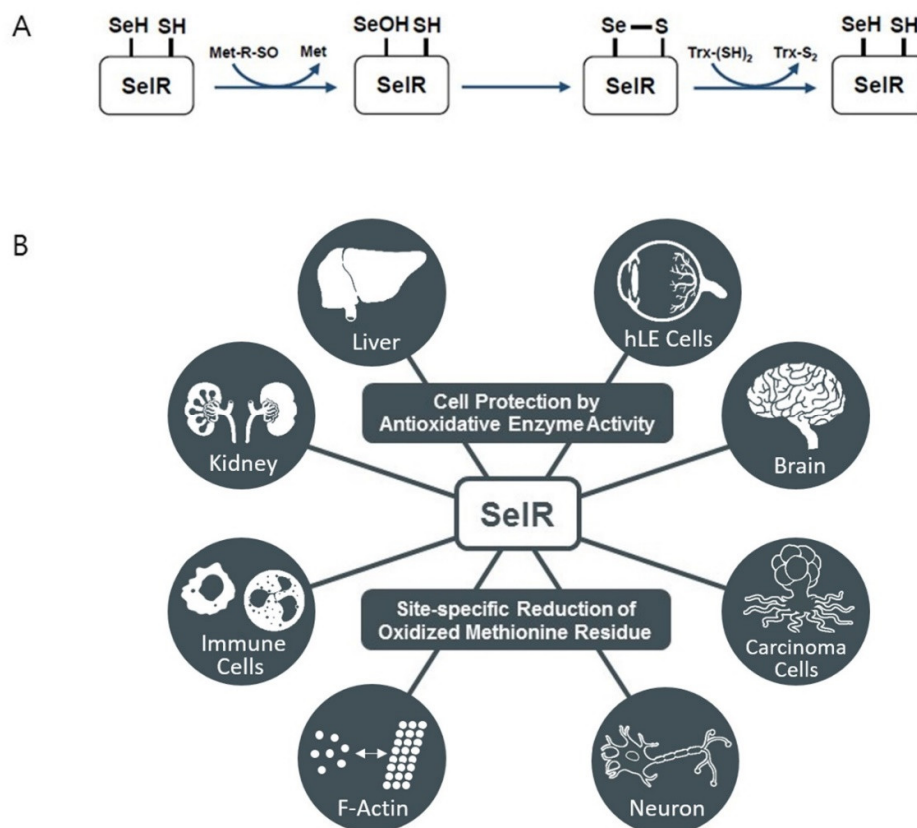 A
SeH SH
SelR
Met-R-SO Met
SeOH SH
SelR
Se S
SelR
Trx-(SH)₂ Trx-S₂
SeH SH
SelR
B
Liver
hLE Cells
Cell Protection by
Antioxidative Enzyme Activity
Kidney
Brain
SelR
Immune
Cells
Site-specific Reduction of
Oxidized Methionine Residue
Carcinoma
Cells
F-Actin
Neuron